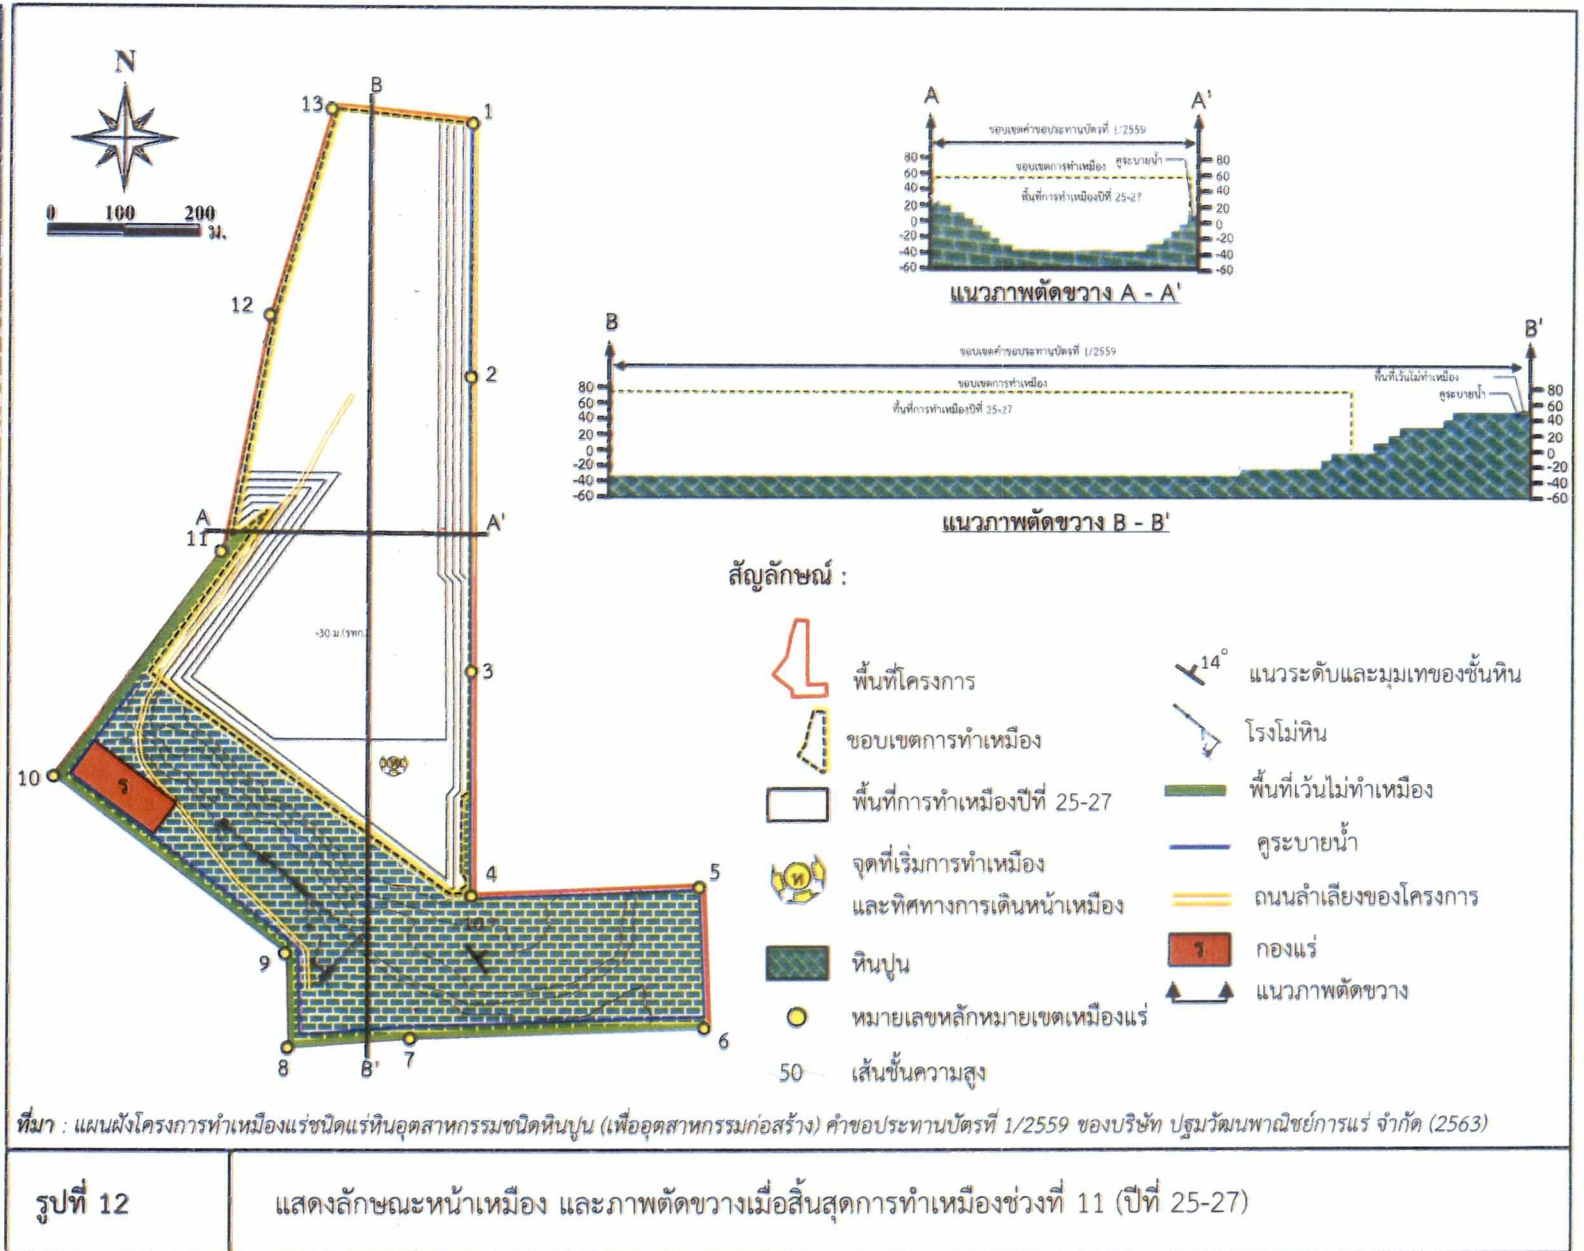 N
0 100 200
ม.
B
13
1
12
2
A
A'
11
-30 ม.(รทก.)
3
10
ร
ท
4
5
10
9
6
7
8
B'
A
A'
ขอบเขตคำขอประทานบัตรที่ 1/2559
ขอบเขตการทำเหมือง
คูระบายน้ำ
พื้นที่การทำเหมืองปีที่ 25-27
80 80
60 60
40 40
20 20
0 0
-20 -20
-40 -40
-60 -60
แนวภาพตัดขวาง A - A'
B
B'
ขอบเขตคำขอประทานบัตรที่ 1/2559
ขอบเขตการทำเหมือง
พื้นที่เว้นไม่ทำเหมือง
คูระบายน้ำ
พื้นที่การทำเหมืองปีที่ 25-27
80 80
60 60
40 40
20 20
0 0
-20 -20
-40 -40
-60 -60
แนวภาพตัดขวาง B - B'
สัญลักษณ์ :
พื้นที่โครงการ
ขอบเขตการทำเหมือง
พื้นที่การทำเหมืองปีที่ 25-27
ท
จุดที่เริ่มการทำเหมือง
และทิศทางการเดินหน้าเหมือง
หินปูน
หมายเลขหลักหมายเขตเหมืองแร่
50 เส้นชั้นความสูง
14° แนวระดับและมุมเทของชั้นหิน
โรงโม่หิน
พื้นที่เว้นไม่ทำเหมือง
คูระบายน้ำ
ถนนลำเลียงของโครงการ
ร กองแร่
แนวภาพตัดขวาง
ที่มา : แผนผังโครงการทำเหมืองแร่ชนิดแร่หินอุตสาหกรรมชนิดหินปูน (เพื่ออุตสาหกรรมก่อสร้าง) คำขอประทานบัตรที่ 1/2559 ของบริษัท ปฐมวัฒนพาณิชย์การแร่ จำกัด (2563)
รูปที่ 12
แสดงลักษณะหน้าเหมือง และภาพตัดขวางเมื่อสิ้นสุดการทำเหมืองช่วงที่ 11 (ปีที่ 25-27)